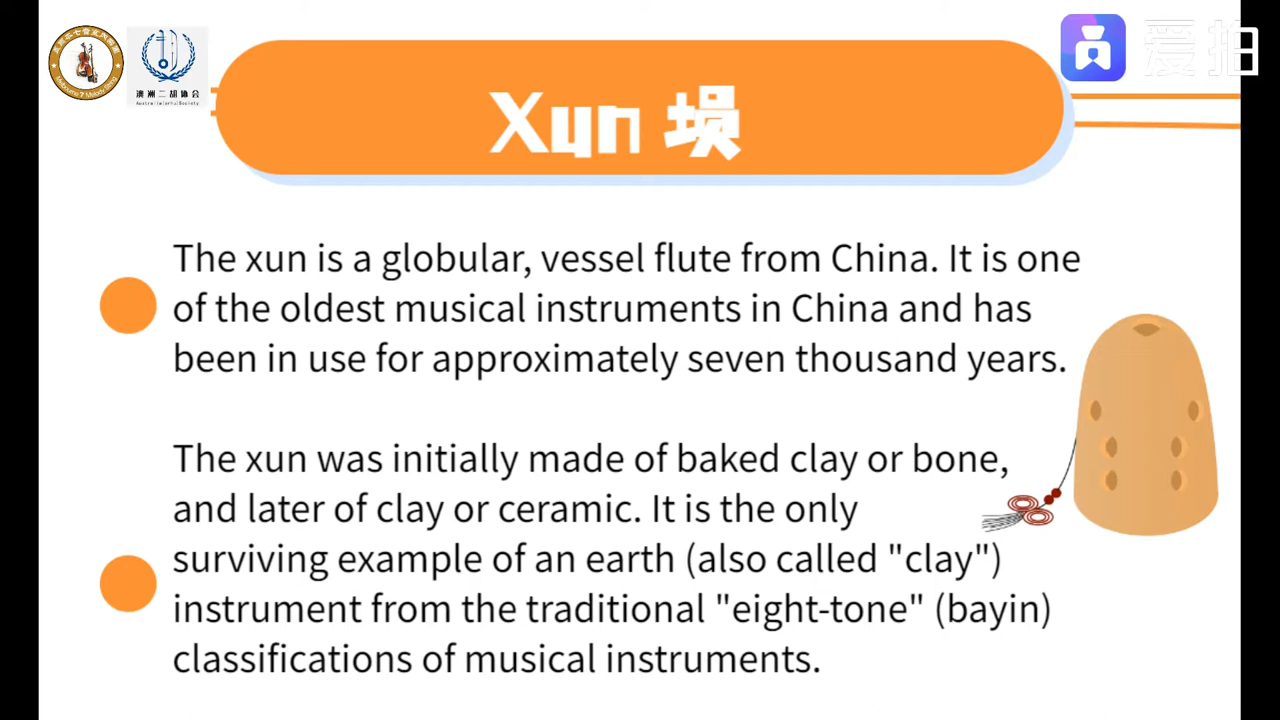 澳洲二胡协会
爱拍
Xun 埙
The xun is a globular, vessel flute from China. It is one
of the oldest musical instruments in China and has
been in use for approximately seven thousand years.
The xun was initially made of baked clay or bone,
and later of clay or ceramic. It is the only
surviving example of an earth (also called "clay")
instrument from the traditional "eight-tone" (bayin)
classifications of musical instruments.